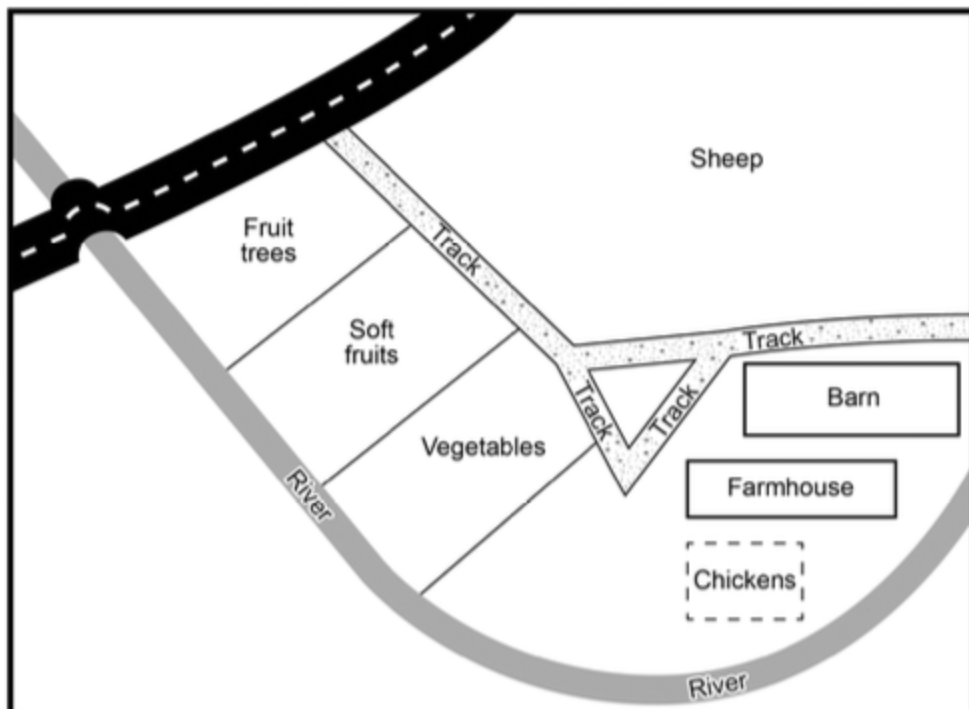 Sheep
Fruit
trees
Track
Soft
fruits
Track
Barn
Track
Track
Vegetables
Farmhouse
River
Chickens
River